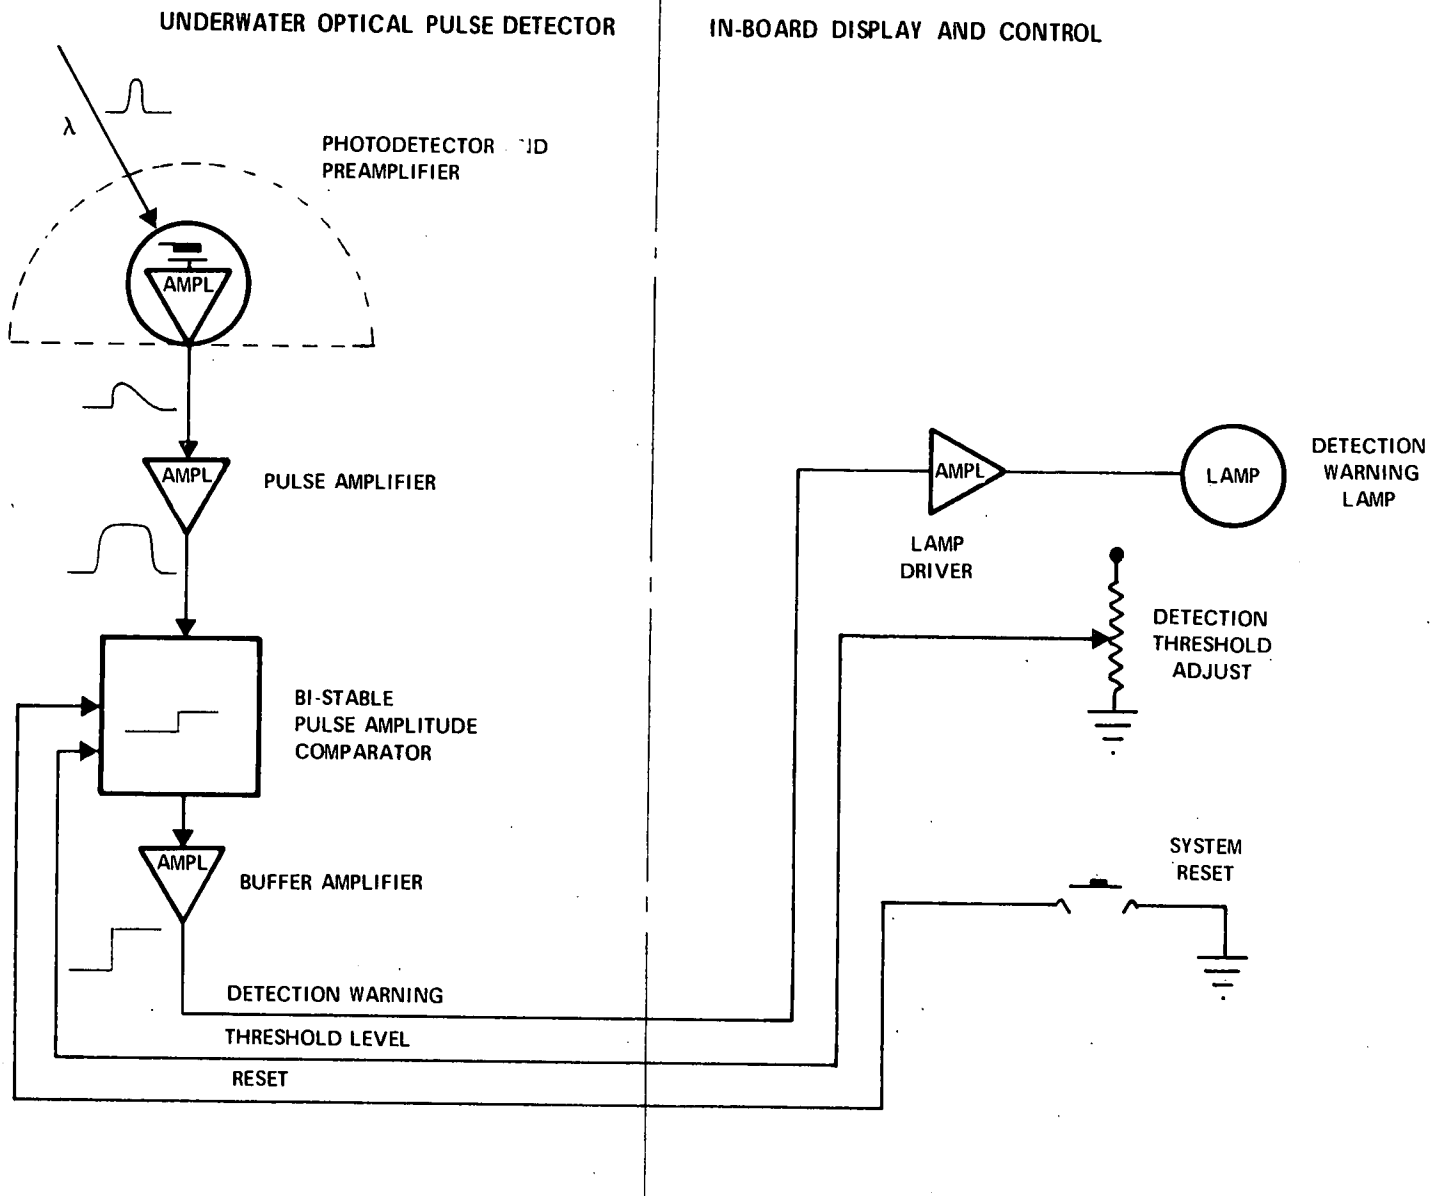 UNDERWATER OPTICAL PULSE DETECTOR
IN-BOARD DISPLAY AND CONTROL
λ
PHOTODETECTOR
PREAMPLIFIER
AMPL
AMPL
PULSE AMPLIFIER
AMPL
LAMP
DETECTION
WARNING
LAMP
LAMP
DRIVER
DETECTION
THRESHOLD
ADJUST
BI-STABLE
PULSE AMPLITUDE
COMPARATOR
AMPL
BUFFER AMPLIFIER
SYSTEM
RESET
DETECTION WARNING
THRESHOLD LEVEL
RESET